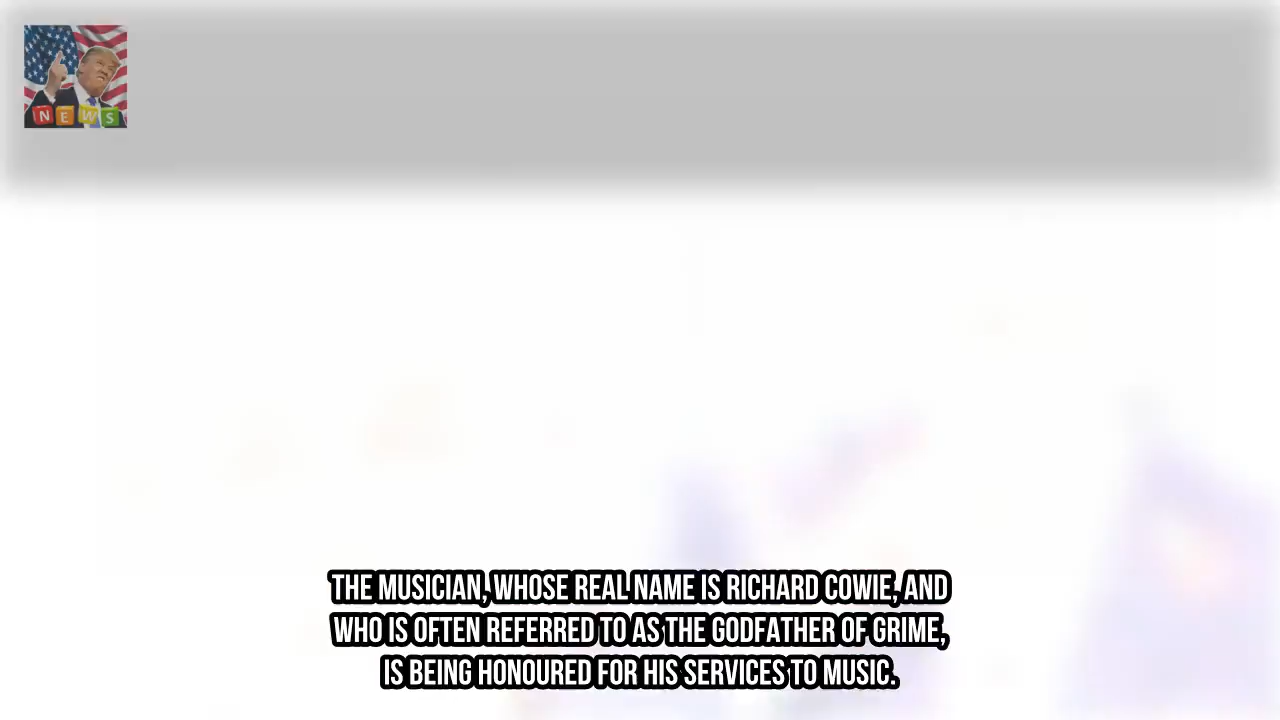 NEWS
THE MUSICIAN, WHOSE REAL NAME IS RICHARD COWIE, AND
WHO IS OFTEN REFERRED TO AS THE GODFATHER OF GRIME,
IS BEING HONOURED FOR HIS SERVICES TO MUSIC.